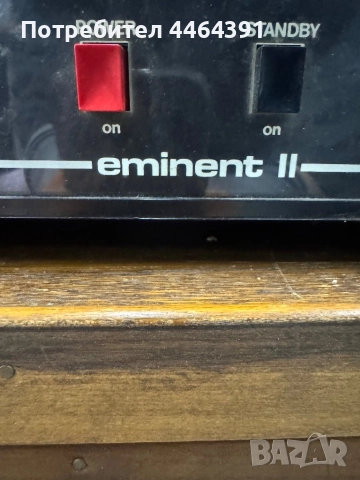 Потребител 4464391
POWER STANDBY
on on
eminent II
BAZAR